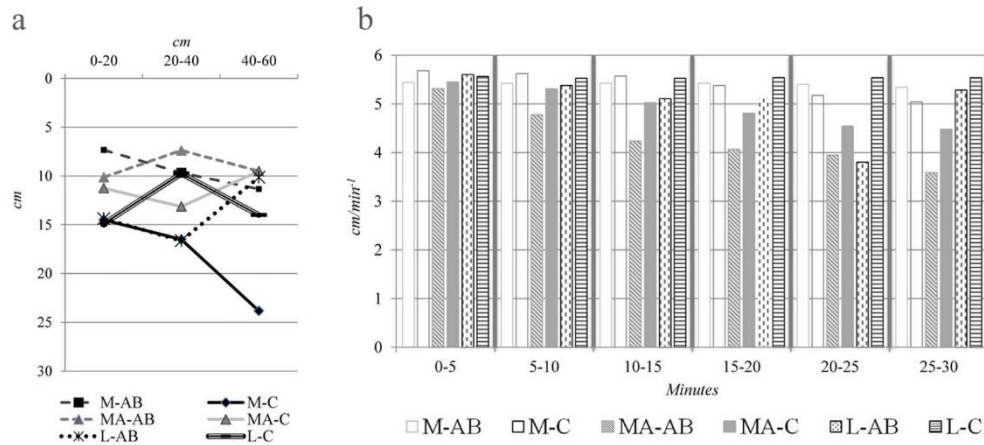 a
cm
0-20 20-40 40-60
0
5
10
15
20
25
30
cm
M-AB M-C
MA-AB MA-C
L-AB L-C
b
6
5
4
3
2
1
0
cm/min⁻¹
0-5 5-10 10-15 15-20 20-25 25-30
Minutes
M-AB M-C MA-AB MA-C L-AB L-C